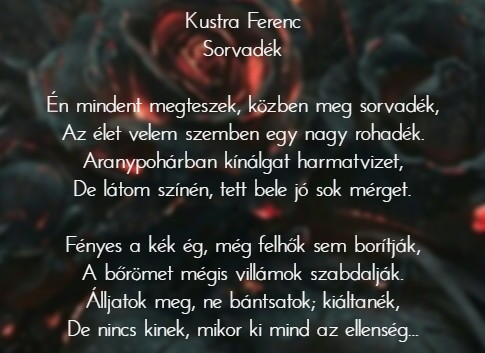 Kustra Ferenc
Sorvadék
Én mindent megteszek, közben meg sorvadék,
Az élet velem szemben egy nagy rohadék.
Aranypohárban kínálgat harmatvizet,
De látom színén, tett bele jó sok mérget.
Fényes a kék ég, még felhők sem borítják,
A bőrömet mégis villámok szabdalják.
Álljatok meg, ne bántsatok; kiáltanék,
De nincs kinek, mikor ki mind az ellenség...